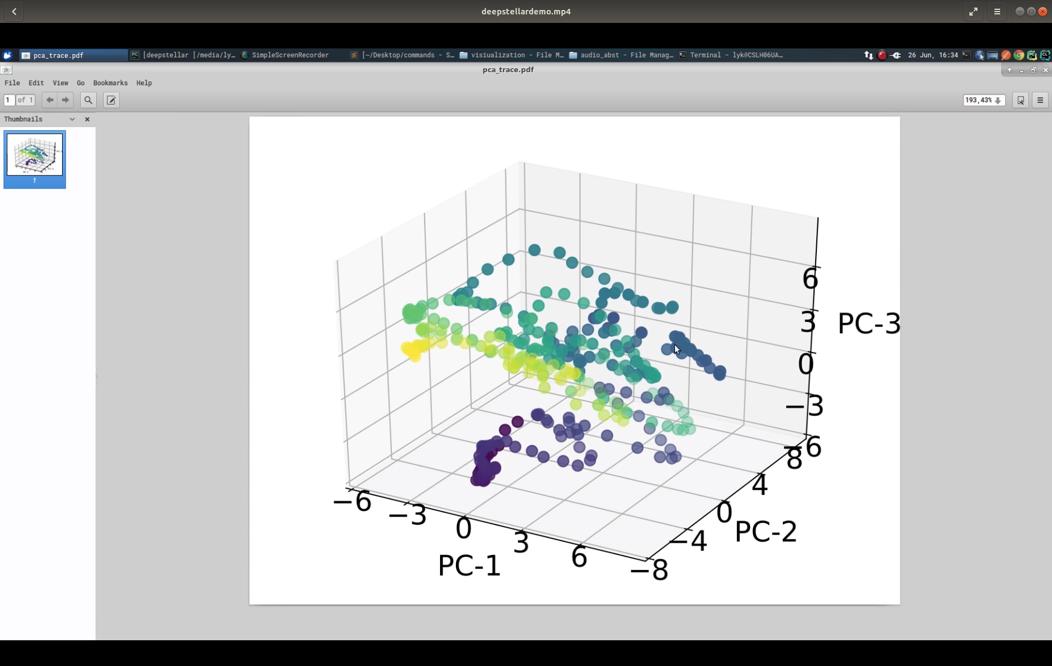 deepstellardemo.mp4
pca_trace.pdf
[deepstellar ] /media/ly...
SimpleScreenRecorder
[~/Desktop/commands - S...
visiualization - File M...
audio_abst - File Manag...
Terminal - lyk@CSLH06UA...
26 Jun, 16:34
pca_trace.pdf
File Edit View Go Bookmarks Help
1 of 1
193,43%
Thumbnails
1
6
3
PC-3
0
−3
−6
8
4
0
PC-2
−4
−8
−6
−3
0
3
6
PC-1